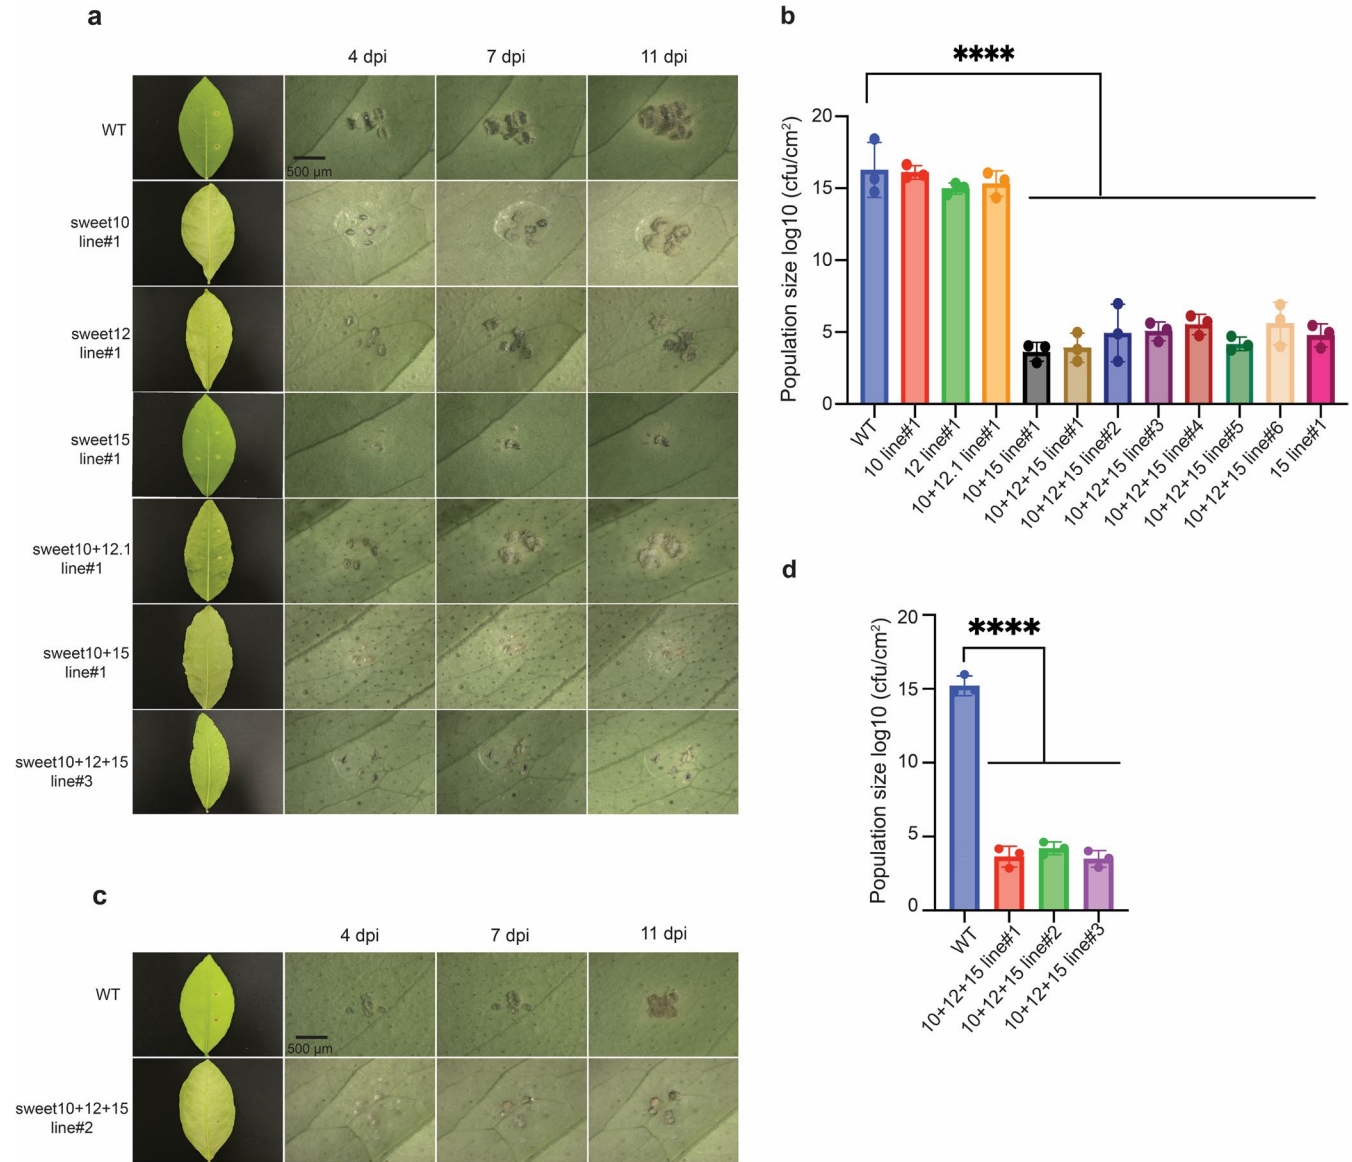 a
4 dpi
7 dpi
11 dpi
WT
500 µm
sweet10
line#1
sweet12
line#1
sweet15
line#1
sweet10+12.1
line#1
sweet10+15
line#1
sweet10+12+15
line#3
b
****
Population size log10 (cfu/cm²)
20
15
10
5
0
WT
10 line#1
12 line#1
10+12.1 line#1
10+15 line#1
10+12+15 line#1
10+12+15 line#2
10+12+15 line#3
10+12+15 line#4
10+12+15 line#5
10+12+15 line#6
15 line#1
c
4 dpi
7 dpi
11 dpi
WT
500 µm
sweet10+12+15
line#2
d
****
Population size log10 (cfu/cm²)
20
15
10
5
0
WT
10+12+15 line#1
10+12+15 line#2
10+12+15 line#3